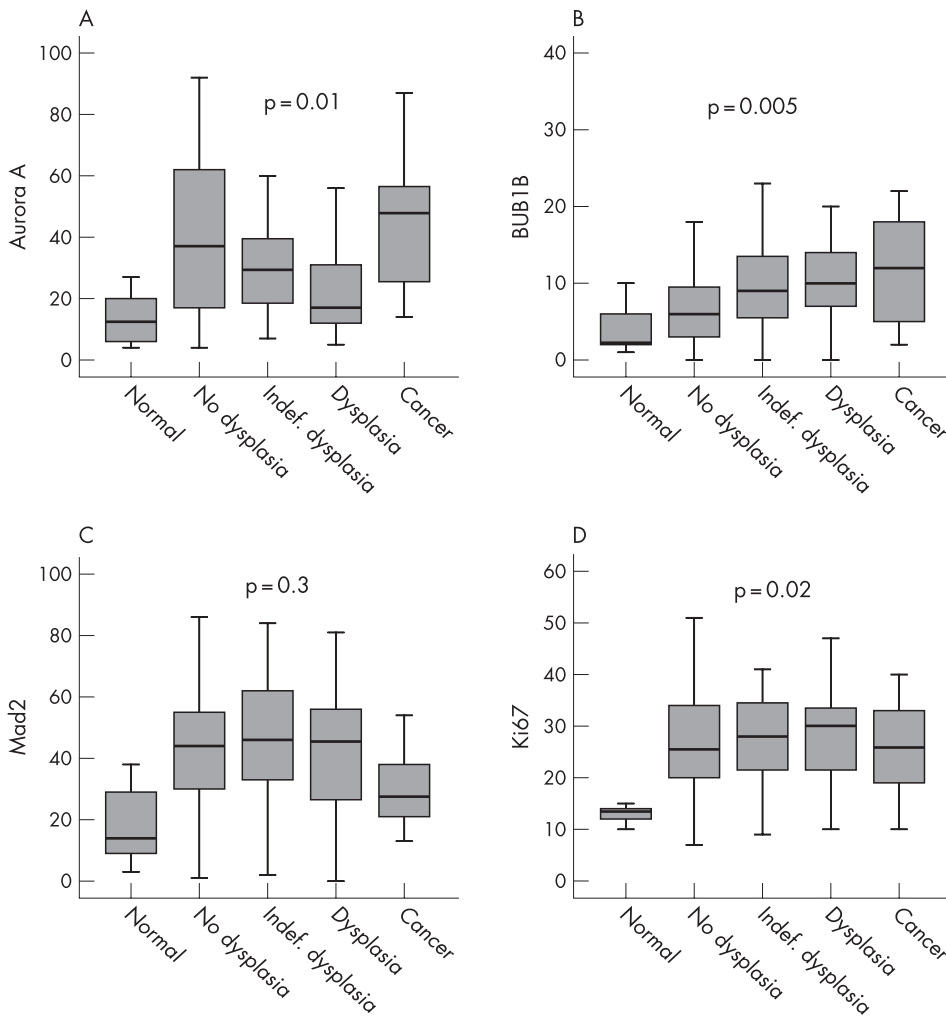 A
100
80
60
40
20
0
Aurora A
p = 0.01
Normal
No dysplasia
Indef. dysplasia
Dysplasia
Cancer
B
40
30
20
10
0
BUB1B
p = 0.005
Normal
No dysplasia
Indef. dysplasia
Dysplasia
Cancer
C
100
80
60
40
20
0
Mad2
p = 0.3
Normal
No dysplasia
Indef. dysplasia
Dysplasia
Cancer
D
60
50
40
30
20
10
0
Ki67
p = 0.02
Normal
No dysplasia
Indef. dysplasia
Dysplasia
Cancer